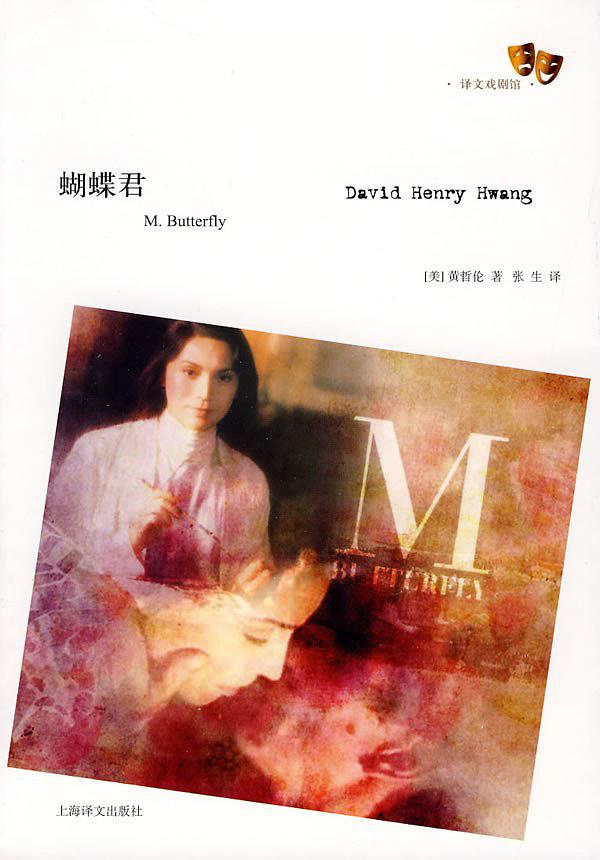 · 译文戏剧馆 ·
蝴蝶君
David Henry Hwang
M. Butterfly
[美] 黄哲伦 著 张 生 译
M
BUTTERFLY
上海译文出版社